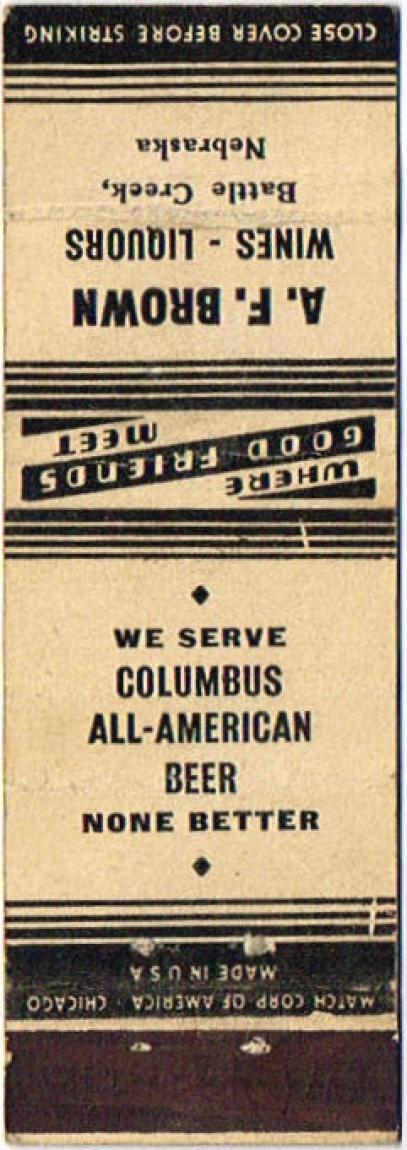 CLOSE COVER BEFORE STRIKING
Nebraska
Battle Creek,
WINES - LIQUORS
A. F. BROWN
WHERE
GOOD FRIENDS
MEET
WE SERVE
COLUMBUS
ALL-AMERICAN
BEER
NONE BETTER
MADE IN U S A
MATCH CORP OF AMERICA · CHICAGO